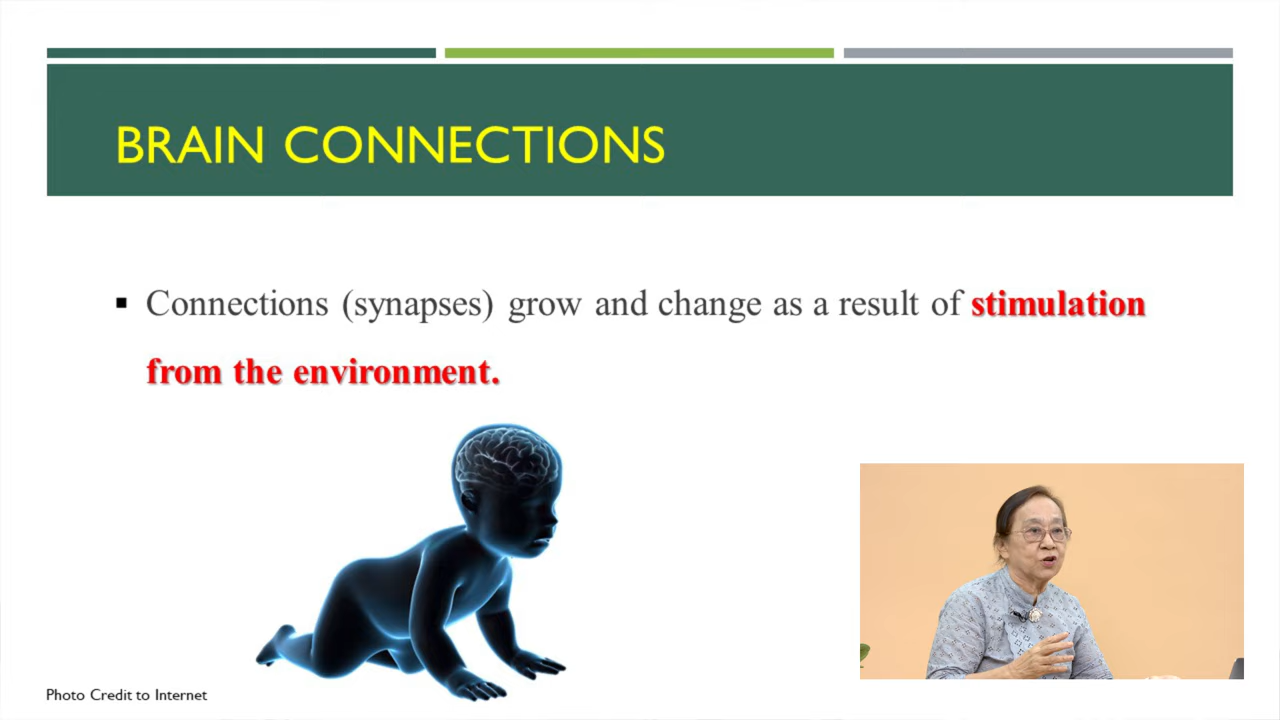 BRAIN CONNECTIONS
▪ Connections (synapses) grow and change as a result of stimulation
from the environment.
Photo Credit to Internet